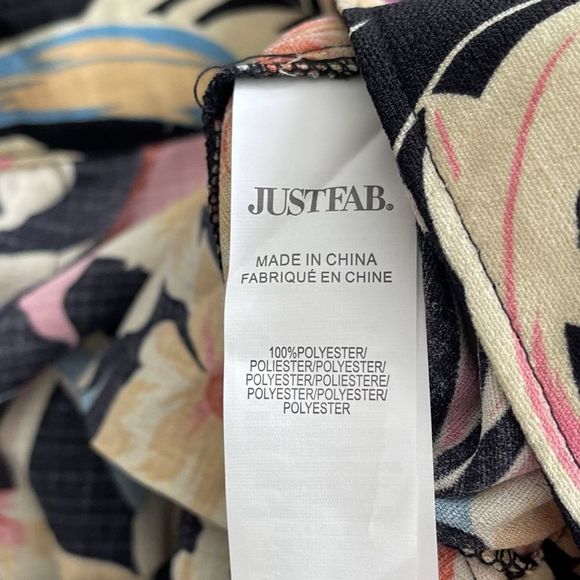 JUSTFAB®
MADE IN CHINA
FABRIQUÉ EN CHINE
100%POLYESTER/
POLIESTER/POLYESTER/
POLYESTER/POLIESTERE/
POLYESTER/POLYESTER/
POLYESTER